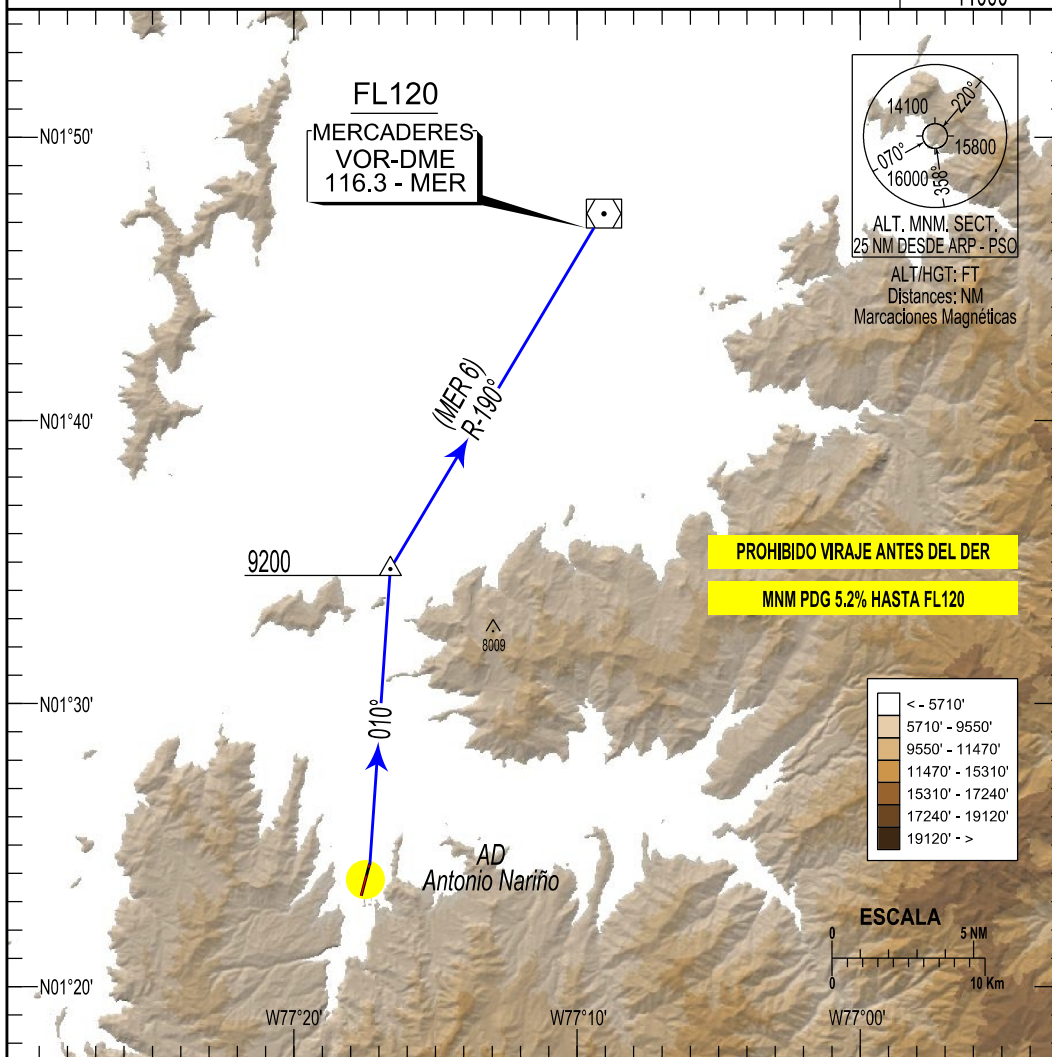 FL120
MERCADERES
VOR-DME
116.3 - MER
N01°50'
14100
220°
15800
070°
16000
358°
ALT. MNM. SECT.
25 NM DESDE ARP - PSO
ALT/HGT: FT
Distances: NM
Marcaciones Magnéticas
(MER 6)
R-190°
N01°40'
9200
PROHIBIDO VIRAJE ANTES DEL DER
MNM PDG 5.2% HASTA FL120
8009
N01°30'
010°
< - 5710'
5710' - 9550'
9550' - 11470'
11470' - 15310'
15310' - 17240'
17240' - 19120'
19120' - >
AD
Antonio Nariño
ESCALA
0 5 NM
0 10 Km
N01°20'
W77°20' W77°10' W77°00'